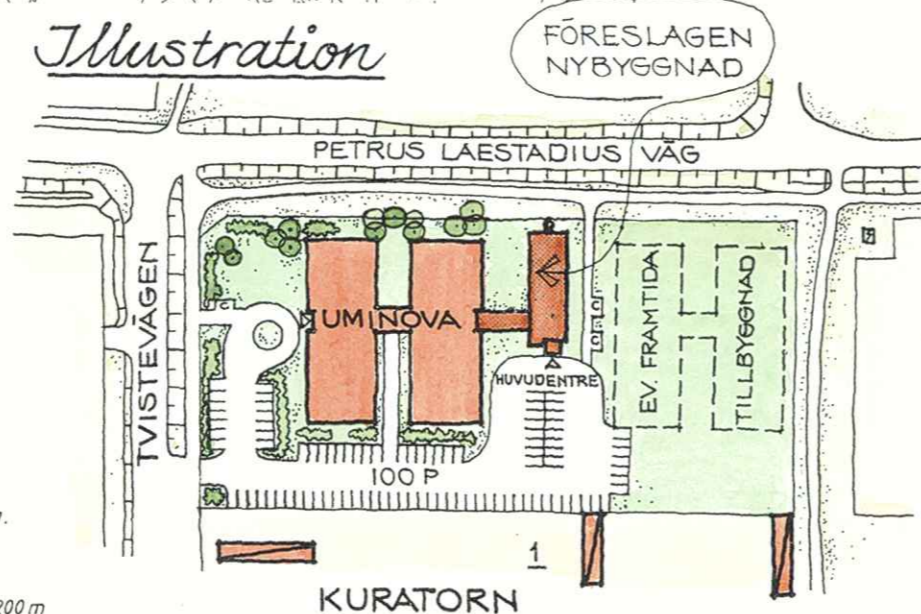 Illustration
FÖRESLAGEN
NYBYGGNAD
PETRUS LAESTADIUS VÄG
TVISTEVÄGEN
UMINOVA
C
C
C
HUVUDENTRE
EV. FRAMTIDA
TILLBYGGNAD
100 P
1
KURATORN
200 m